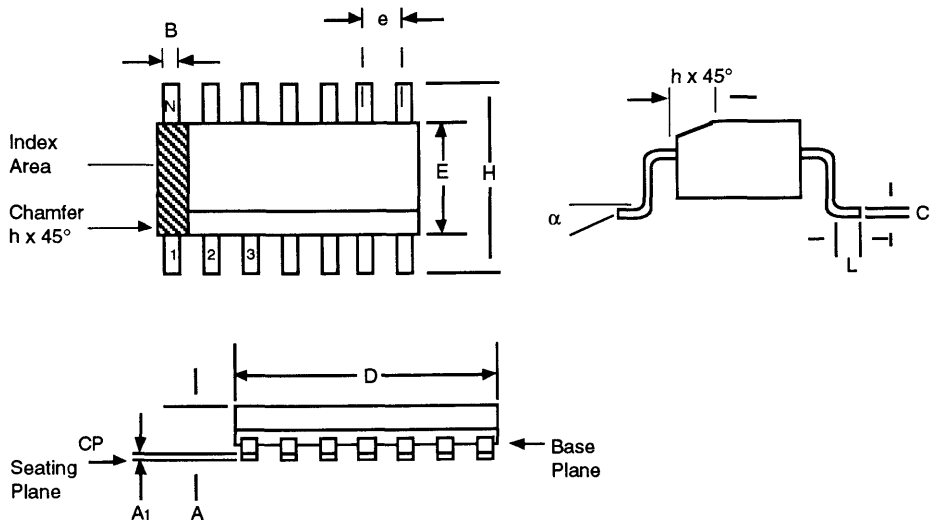 B
e
N
Index
Area
E
H
Chamfer
h x 45°
1
2
3
h x 45°
α
C
L
D
CP
Seating
Plane
Base
Plane
A1
A